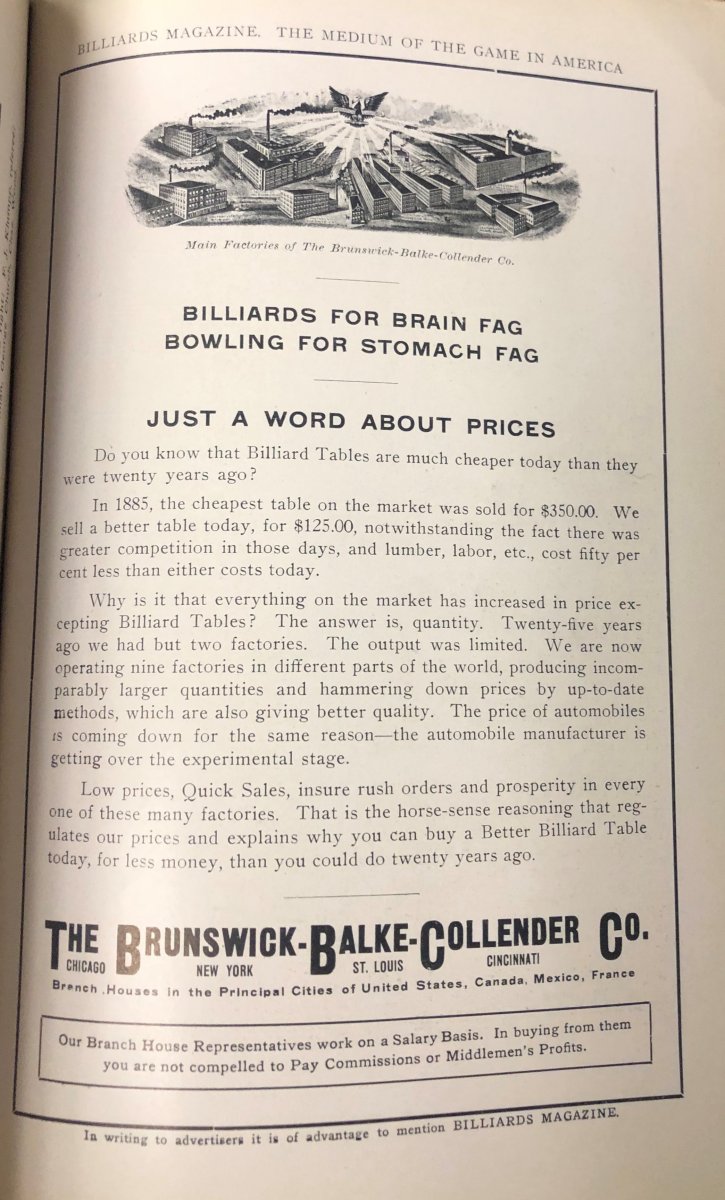 BILLIARDS MAGAZINE. THE MEDIUM OF THE GAME IN AMERICA
Main Factories of The Brunswick-Balke-Collender Co.
BILLIARDS FOR BRAIN FAG
BOWLING FOR STOMACH FAG
JUST A WORD ABOUT PRICES
Do you know that Billiard Tables are much cheaper today than they
were twenty years ago?
In 1885, the cheapest table on the market was sold for $350.00. We
sell a better table today, for $125.00, notwithstanding the fact there was
greater competition in those days, and lumber, labor, etc., cost fifty per
cent less than either costs today.
Why is it that everything on the market has increased in price ex-
cepting Billiard Tables? The answer is, quantity. Twenty-five years
ago we had but two factories. The output was limited. We are now
operating nine factories in different parts of the world, producing incom-
parably larger quantities and hammering down prices by up-to-date
methods, which are also giving better quality. The price of automobiles
is coming down for the same reason—the automobile manufacturer is
getting over the experimental stage.
Low prices, Quick Sales, insure rush orders and prosperity in every
one of these many factories. That is the horse-sense reasoning that reg-
ulates our prices and explains why you can buy a Better Billiard Table
today, for less money, than you could do twenty years ago.
THE BRUNSWICK-BALKE-COLLENDER CO.
CHICAGO NEW YORK ST. LOUIS CINCINNATI
Branch Houses in the Principal Cities of United States, Canada, Mexico, France
Our Branch House Representatives work on a Salary Basis. In buying from them
you are not compelled to Pay Commissions or Middlemen's Profits.
In writing to advertisers it is of advantage to mention BILLIARDS MAGAZINE.